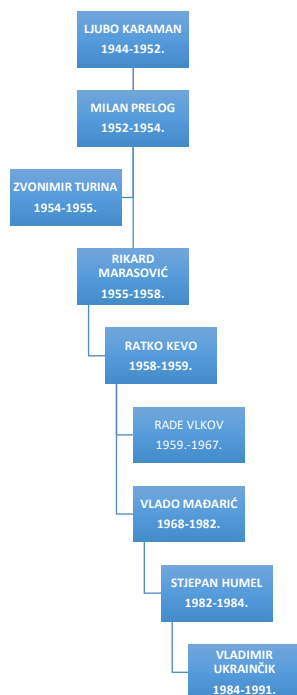 LJUBO KARAMAN
1944-1952.
MILAN PRELOG
1952-1954.
ZVONIMIR TURINA
1954-1955.
RIKARD
MARASOVIĆ
1955-1958.
RATKO KEVO
1958-1959.
RADE VLKOV
1959.-1967.
VLADO MAĐARIĆ
1968-1982.
STJEPAN HUMEL
1982-1984.
VLADIMIR
UKRAINČIK
1984-1991.